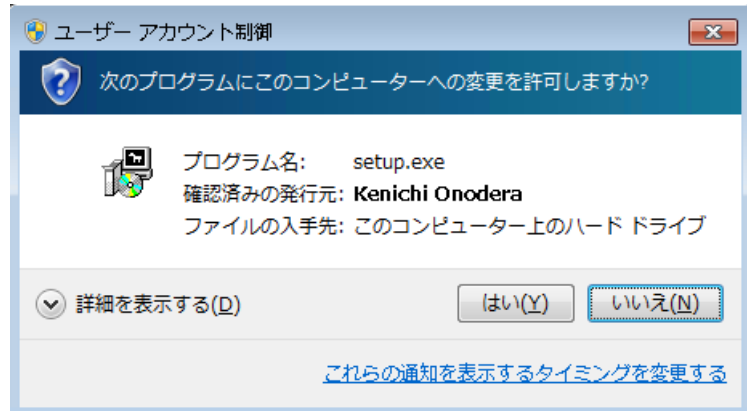 ユーザー アカウント制御
次のプログラムにこのコンピューターへの変更を許可しますか?
プログラム名: setup.exe
確認済みの発行元: Kenichi Onodera
ファイルの入手先: このコンピューター上のハード ドライブ
詳細を表示する(D)
はい(Y) いいえ(N)
これらの通知を表示するタイミングを変更する